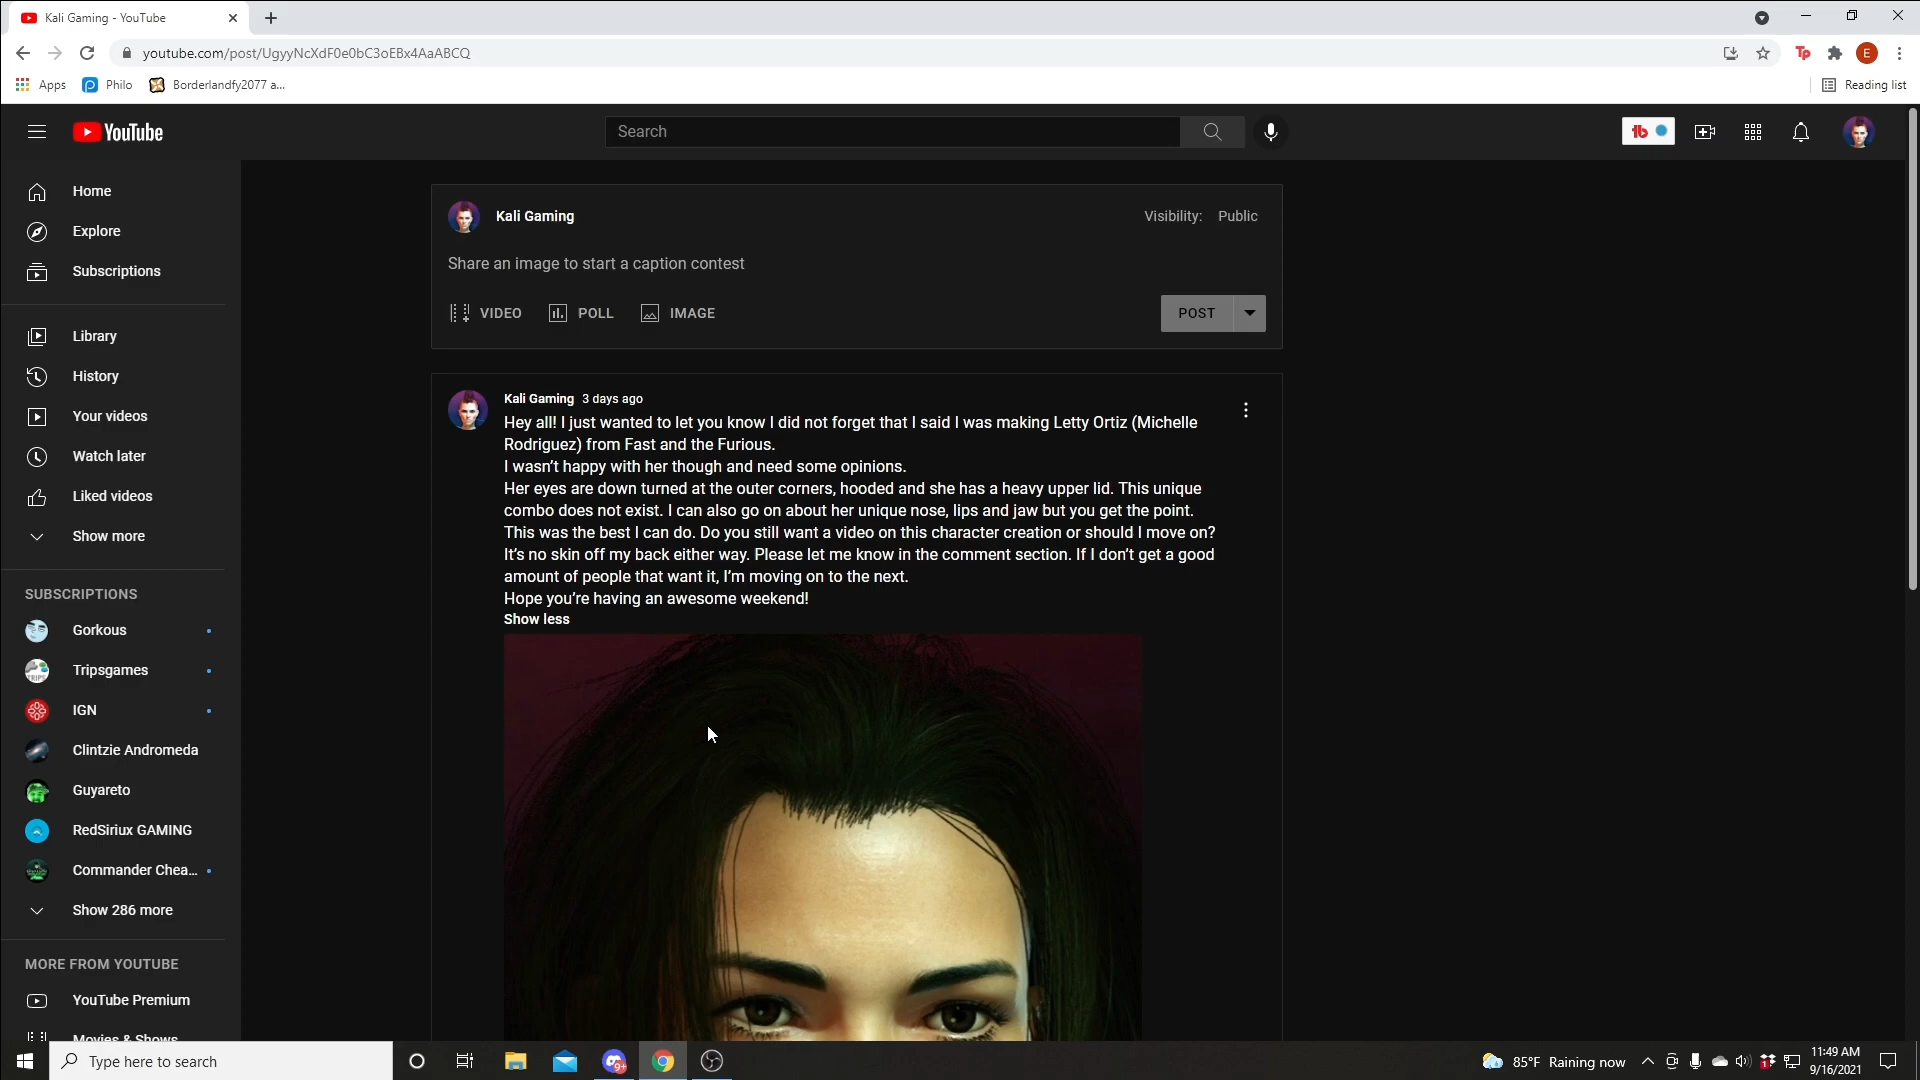 Kali Gaming - YouTube
youtube.com/post/UgyyNcXdF0e0bC3oEBx4AaABCQ
Tp
E
Apps
Philo
Borderlandfy2077 a...
Reading list
YouTube
Search
tb
Home
Explore
Subscriptions
Library
History
Your videos
Watch later
Liked videos
Show more
SUBSCRIPTIONS
Gorkous
Tripsgames
IGN
Clintzie Andromeda
Guyareto
RedSiriux GAMING
Commander Chea...
Show 286 more
MORE FROM YOUTUBE
YouTube Premium
Movies & Shows
Kali Gaming
Visibility: Public
Share an image to start a caption contest
VIDEO
POLL
IMAGE
POST
Kali Gaming 3 days ago
Hey all! I just wanted to let you know I did not forget that I said I was making Letty Ortiz (Michelle
Rodriguez) from Fast and the Furious.
I wasn't happy with her though and need some opinions.
Her eyes are down turned at the outer corners, hooded and she has a heavy upper lid. This unique
combo does not exist. I can also go on about her unique nose, lips and jaw but you get the point.
This was the best I can do. Do you still want a video on this character creation or should I move on?
It's no skin off my back either way. Please let me know in the comment section. If I don't get a good
amount of people that want it, I'm moving on to the next.
Hope you're having an awesome weekend!
Show less
Type here to search
9+
85°F Raining now
11:49 AM
9/16/2021